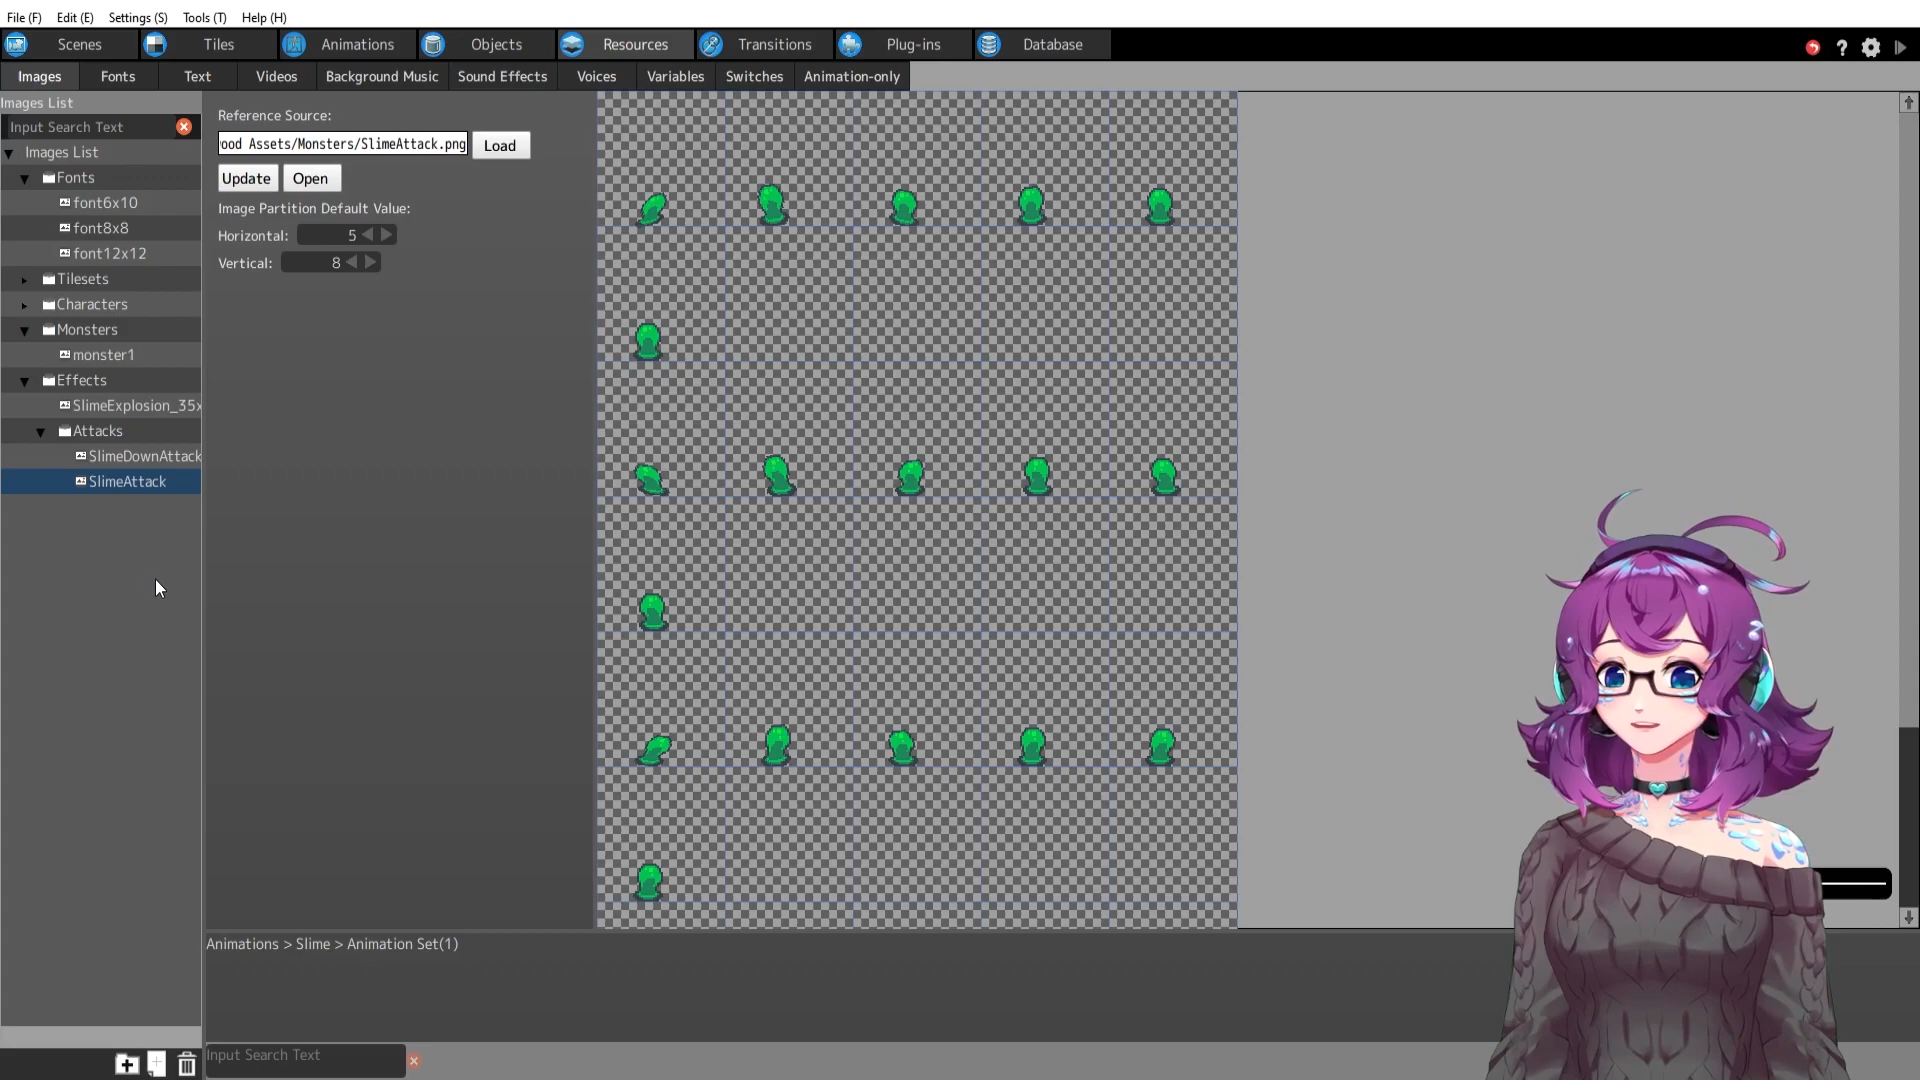 File (F) Edit (E) Settings (S) Tools (T) Help (H)
Scenes Tiles Animations Objects Resources Transitions Plug-ins Database
Images Fonts Text Videos Background Music Sound Effects Voices Variables Switches Animation-only
Images List
Input Search Text
Images List
Fonts
font6x10
font8x8
font12x12
Tilesets
Characters
Monsters
monster1
Effects
SlimeExplosion_35x
Attacks
SlimeDownAttack
SlimeAttack
Reference Source:
ood Assets/Monsters/SlimeAttack.png Load
Update Open
Image Partition Default Value:
Horizontal: 5
Vertical: 8
Animations > Slime > Animation Set(1)
Input Search Text